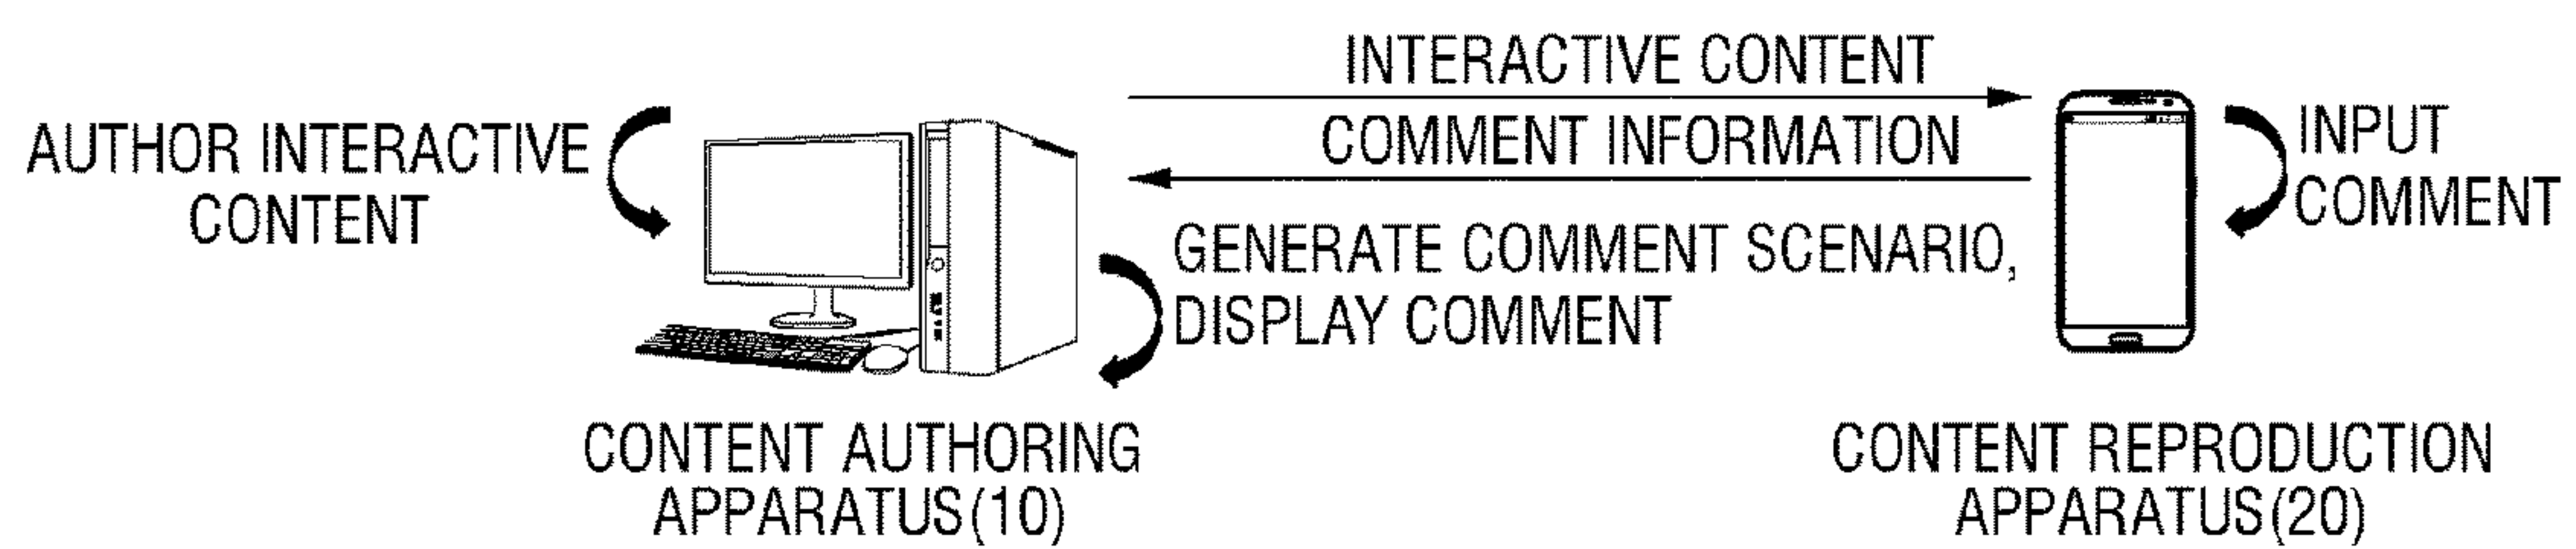 INTERACTIVE CONTENT
COMMENT INFORMATION
AUTHOR INTERACTIVE
CONTENT
INPUT
COMMENT
GENERATE COMMENT SCENARIO,
DISPLAY COMMENT
CONTENT AUTHORING
APPARATUS(10)
CONTENT REPRODUCTION
APPARATUS(20)